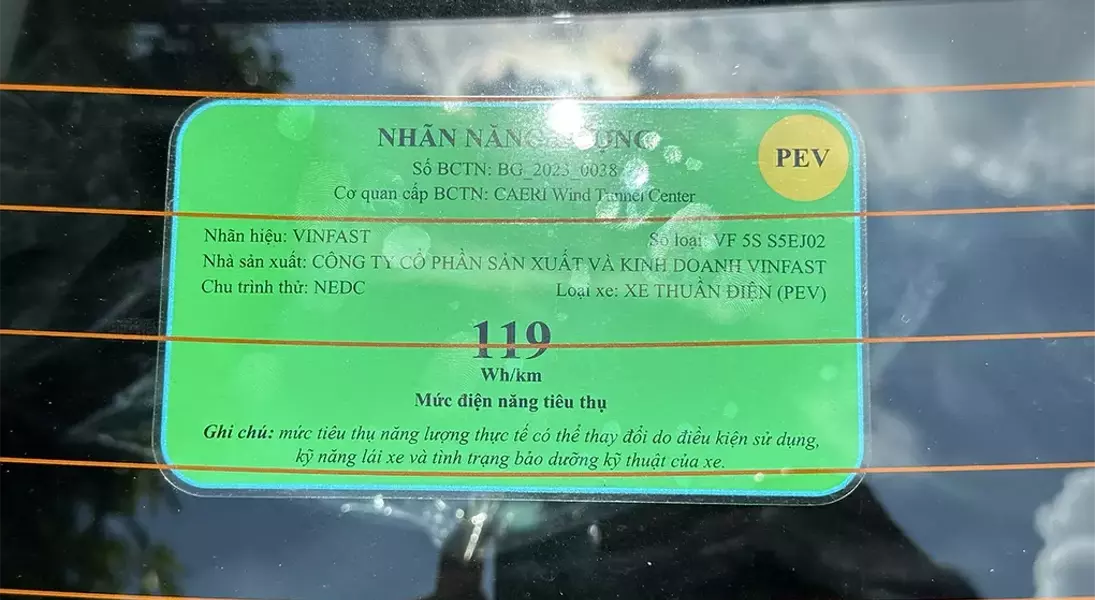 NHÃN NĂNG LƯỢNG
PEV
Số BCTN: BG_2023_0038
Cơ quan cấp BCTN: CAERI Wind Tunnel Center
Nhãn hiệu: VINFAST Số loại: VF 5S S5EJ02
Nhà sản xuất: CÔNG TY CỔ PHẦN SẢN XUẤT VÀ KINH DOANH VINFAST
Chu trình thử: NEDC Loại xe: XE THUẦN ĐIỆN (PEV)
119
Wh/km
Mức điện năng tiêu thụ
Ghi chú: mức tiêu thụ năng lượng thực tế có thể thay đổi do điều kiện sử dụng,
kỹ năng lái xe và tình trạng bảo dưỡng kỹ thuật của xe.